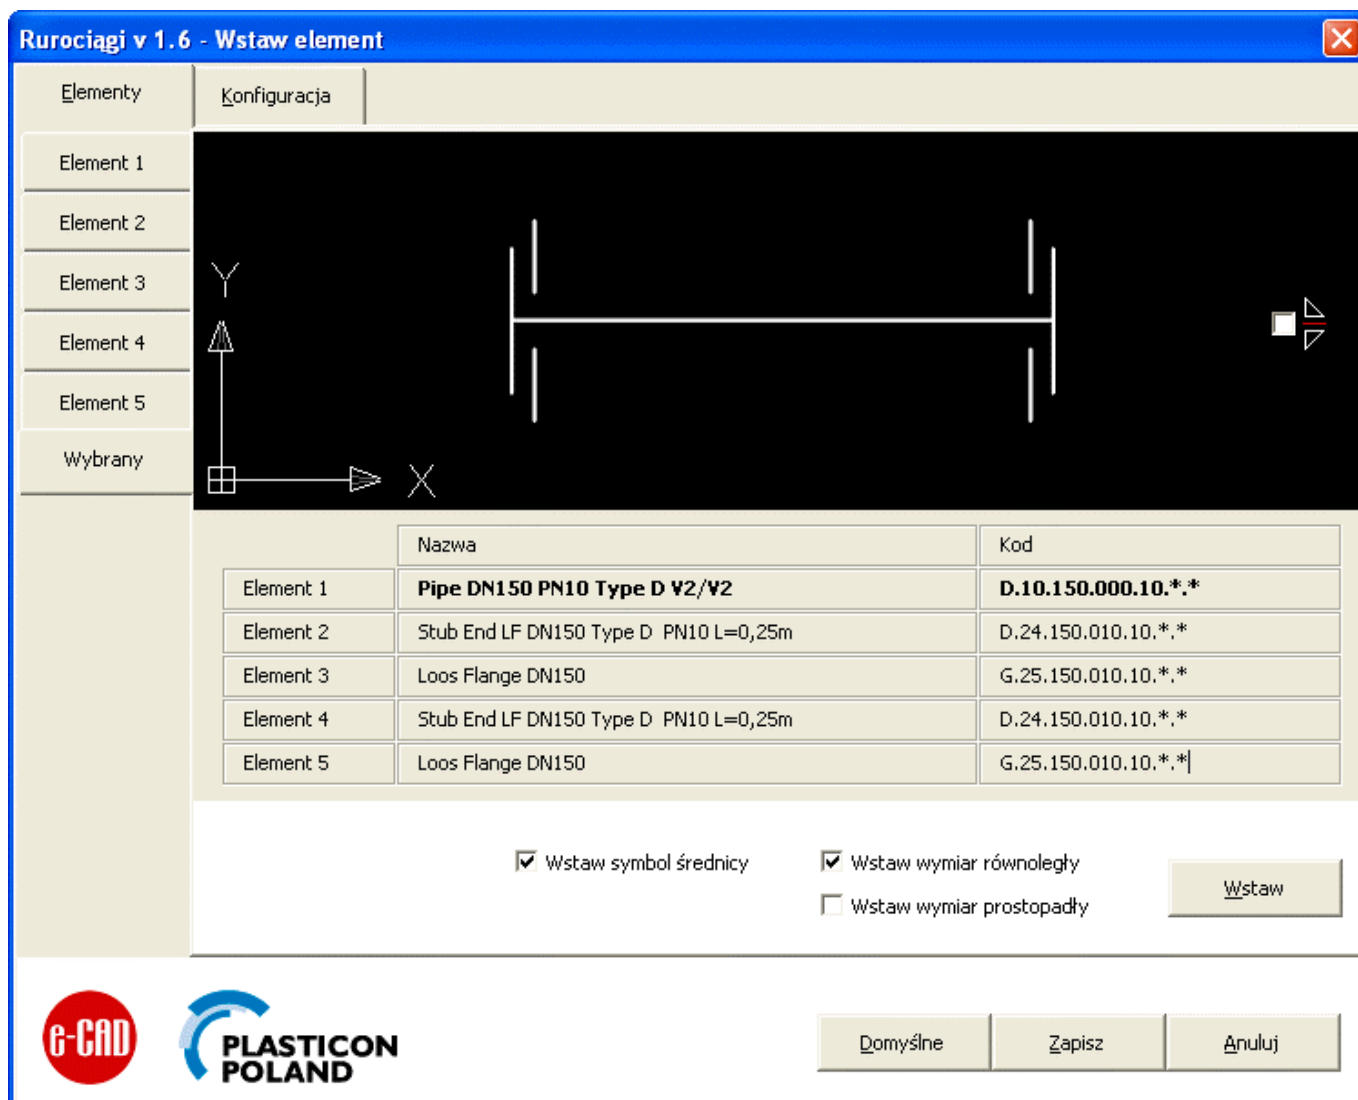 Rurociągi v 1.6 - Wstaw element
Elementy
Konfiguracja
Element 1
Element 2
Element 3
Element 4
Element 5
Wybrany
Y
X
Nazwa Kod
Element 1 Pipe DN150 PN10 Type D V2/V2 D.10.150.000.10.*.*
Element 2 Stub End LF DN150 Type D PN10 L=0,25m D.24.150.010.10.*.*
Element 3 Loos Flange DN150 G.25.150.010.10.*.*
Element 4 Stub End LF DN150 Type D PN10 L=0,25m D.24.150.010.10.*.*
Element 5 Loos Flange DN150 G.25.150.010.10.*.*
Wstaw symbol średnicy
Wstaw wymiar równoległy
Wstaw wymiar prostopadły
Wstaw
e-CAD
PLASTICON
POLAND
Domyślne
Zapisz
Anuluj